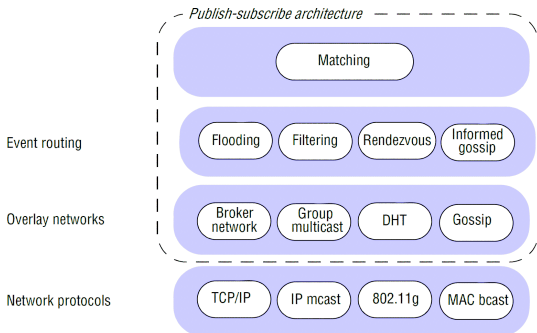 Publish-subscribe architecture
Matching
Event routing
Flooding
Filtering
Rendezvous
Informed
gossip
Overlay networks
Broker
network
Group
multicast
DHT
Gossip
Network protocols
TCP/IP
IP mcast
802.11g
MAC bcast